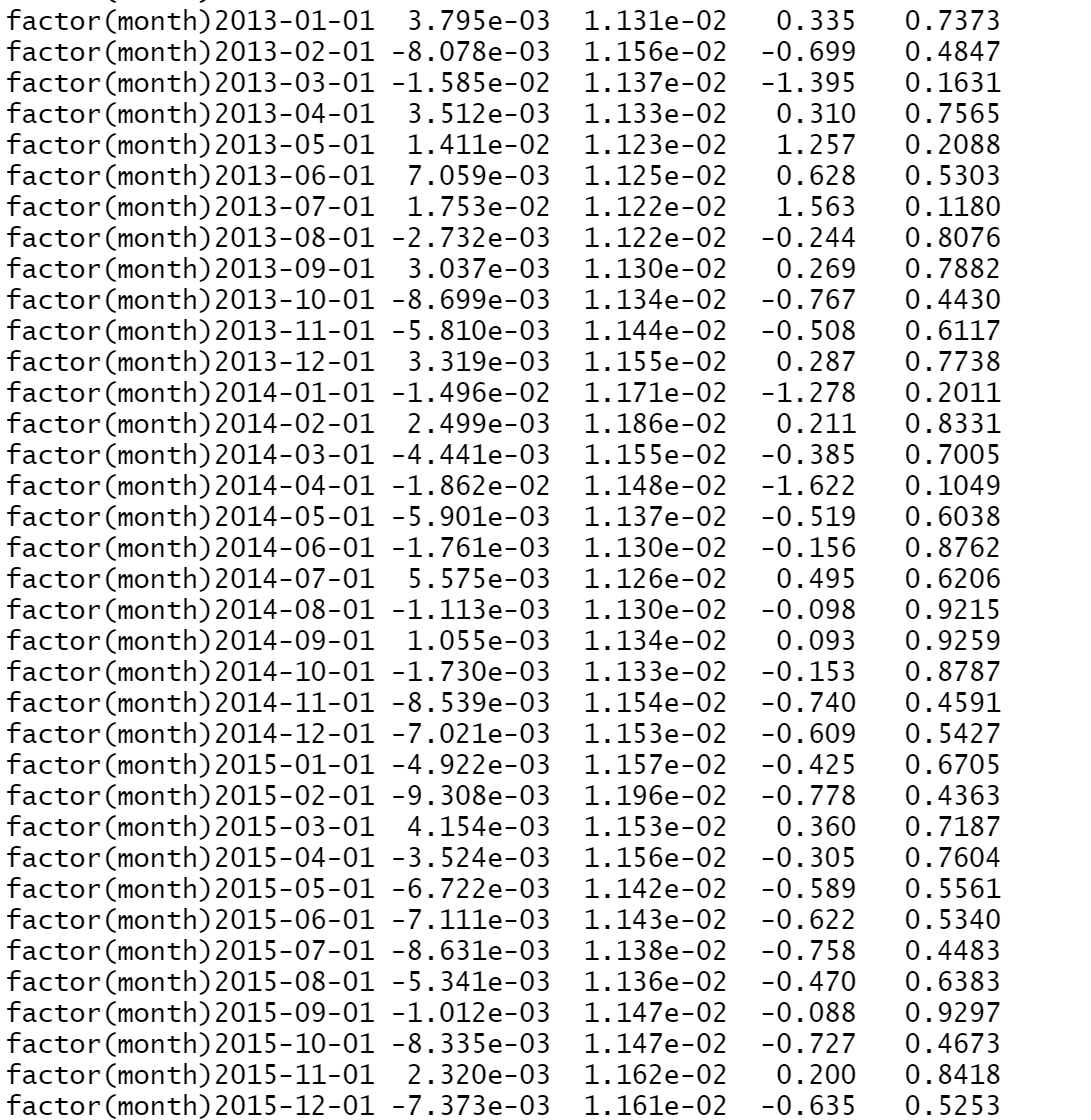 factor(month)2013-01-01 3.795e-03 1.131e-02 0.335 0.7373
factor(month)2013-02-01 -8.078e-03 1.156e-02 -0.699 0.4847
factor(month)2013-03-01 -1.585e-02 1.137e-02 -1.395 0.1631
factor(month)2013-04-01 3.512e-03 1.133e-02 0.310 0.7565
factor(month)2013-05-01 1.411e-02 1.123e-02 1.257 0.2088
factor(month)2013-06-01 7.059e-03 1.125e-02 0.628 0.5303
factor(month)2013-07-01 1.753e-02 1.122e-02 1.563 0.1180
factor(month)2013-08-01 -2.732e-03 1.122e-02 -0.244 0.8076
factor(month)2013-09-01 3.037e-03 1.130e-02 0.269 0.7882
factor(month)2013-10-01 -8.699e-03 1.134e-02 -0.767 0.4430
factor(month)2013-11-01 -5.810e-03 1.144e-02 -0.508 0.6117
factor(month)2013-12-01 3.319e-03 1.155e-02 0.287 0.7738
factor(month)2014-01-01 -1.496e-02 1.171e-02 -1.278 0.2011
factor(month)2014-02-01 2.499e-03 1.186e-02 0.211 0.8331
factor(month)2014-03-01 -4.441e-03 1.155e-02 -0.385 0.7005
factor(month)2014-04-01 -1.862e-02 1.148e-02 -1.622 0.1049
factor(month)2014-05-01 -5.901e-03 1.137e-02 -0.519 0.6038
factor(month)2014-06-01 -1.761e-03 1.130e-02 -0.156 0.8762
factor(month)2014-07-01 5.575e-03 1.126e-02 0.495 0.6206
factor(month)2014-08-01 -1.113e-03 1.130e-02 -0.098 0.9215
factor(month)2014-09-01 1.055e-03 1.134e-02 0.093 0.9259
factor(month)2014-10-01 -1.730e-03 1.133e-02 -0.153 0.8787
factor(month)2014-11-01 -8.539e-03 1.154e-02 -0.740 0.4591
factor(month)2014-12-01 -7.021e-03 1.153e-02 -0.609 0.5427
factor(month)2015-01-01 -4.922e-03 1.157e-02 -0.425 0.6705
factor(month)2015-02-01 -9.308e-03 1.196e-02 -0.778 0.4363
factor(month)2015-03-01 4.154e-03 1.153e-02 0.360 0.7187
factor(month)2015-04-01 -3.524e-03 1.156e-02 -0.305 0.7604
factor(month)2015-05-01 -6.722e-03 1.142e-02 -0.589 0.5561
factor(month)2015-06-01 -7.111e-03 1.143e-02 -0.622 0.5340
factor(month)2015-07-01 -8.631e-03 1.138e-02 -0.758 0.4483
factor(month)2015-08-01 -5.341e-03 1.136e-02 -0.470 0.6383
factor(month)2015-09-01 -1.012e-03 1.147e-02 -0.088 0.9297
factor(month)2015-10-01 -8.335e-03 1.147e-02 -0.727 0.4673
factor(month)2015-11-01 2.320e-03 1.162e-02 0.200 0.8418
factor(month)2015-12-01 -7.373e-03 1.161e-02 -0.635 0.5253